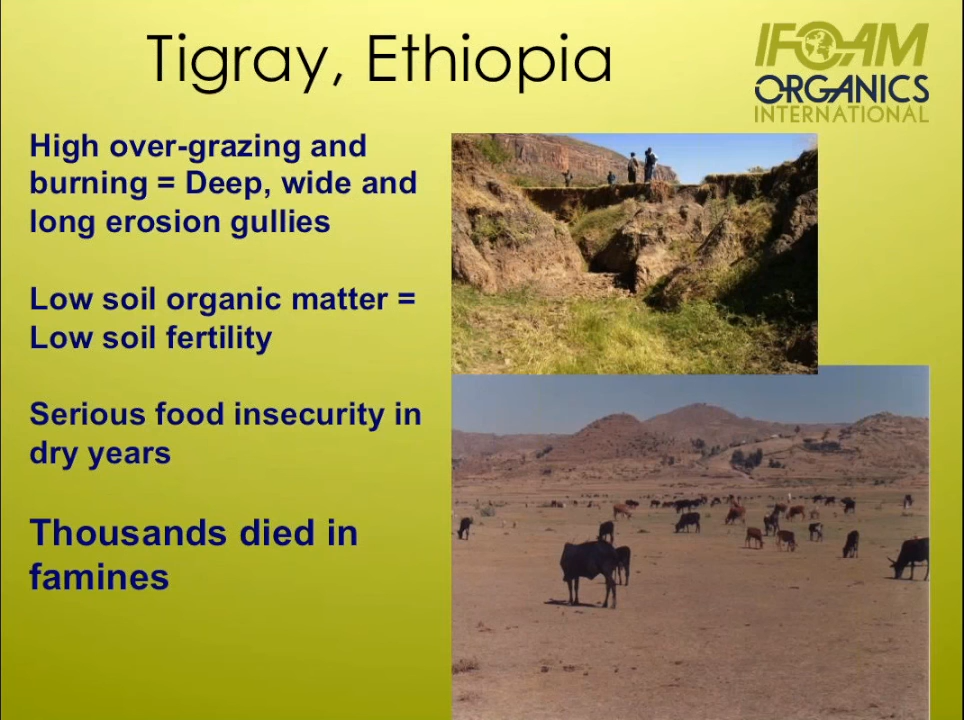 Tigray, Ethiopia
IFOAM
ORGANICS
INTERNATIONAL
High over-grazing and
burning = Deep, wide and
long erosion gullies
Low soil organic matter =
Low soil fertility
Serious food insecurity in
dry years
Thousands died in
famines